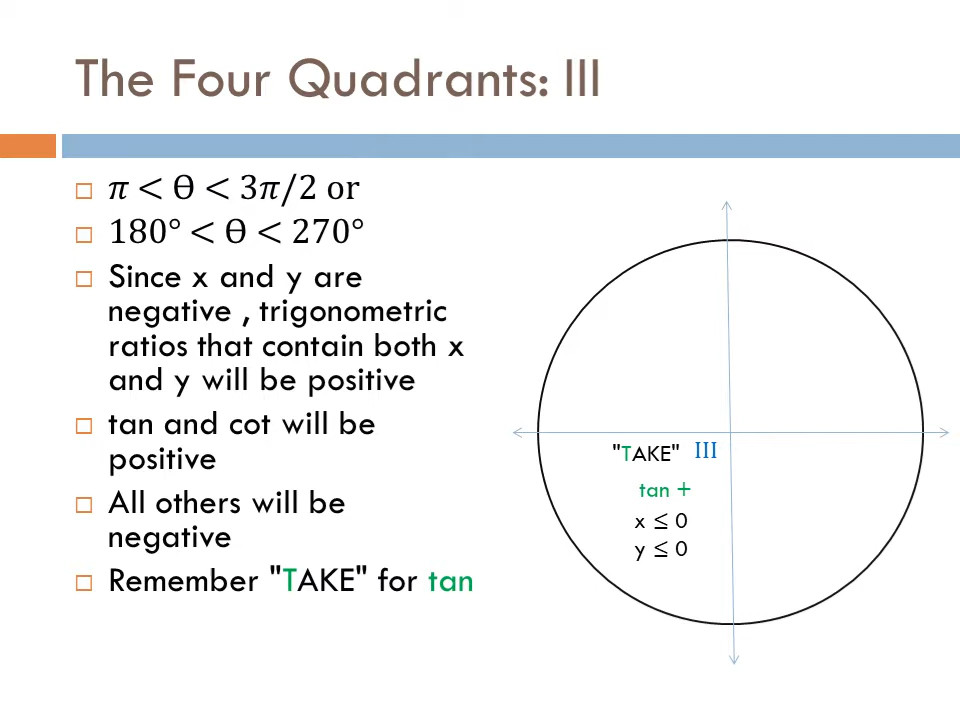 The Four Quadrants: III
𝜋 < ϴ < 3𝜋/2 or
180° < ϴ < 270°
Since x and y are
negative , trigonometric
ratios that contain both x
and y will be positive
tan and cot will be
positive
All others will be
negative
Remember "TAKE" for tan
"TAKE" III
tan +
x ≤ 0
y ≤ 0